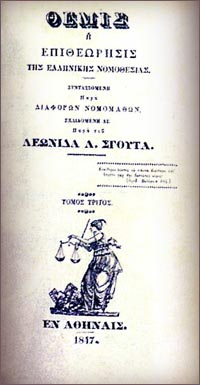 ΘΕΜΙΣ
ἢ
ΕΠΙΘΕΩΡΗΣΙΣ
ΤΗΣ ΕΛΛΗΝΙΚΗΣ ΝΟΜΟΘΕΣΙΑΣ.
ΣΥΝΤΑΣΣΟΜΕΝΗ
Παρὰ
ΔΙΑΦΟΡΩΝ ΝΟΜΟΜΑΘΩΝ,
ΕΚΔΙΔΟΜΕΝΗ ΔΕ
Παρὰ τοῦ
ΛΕΩΝΙΔΑ Λ. ΣΓΟΥΤΑ.
ΤΟΜΟΣ ΤΡΙΤΟΣ.
ΕΝ ΑΘΗΝΑΙΣ.
1847.